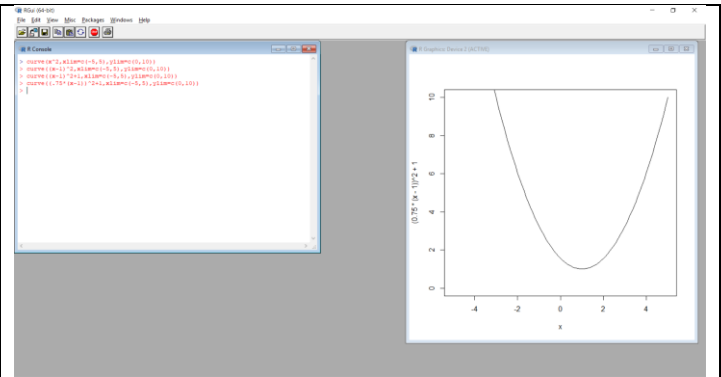 RGui (64-bit)
File Edit View Misc Packages Windows Help
R Console
> curve(x^2,xlim=c(-5,5),ylim=c(0,10))
> curve((x-1)^2,xlim=c(-5,5),ylim=c(0,10))
> curve((x-1)^2+1,xlim=c(-5,5),ylim=c(0,10))
> curve((.75*(x-1))^2+1,xlim=c(-5,5),ylim=c(0,10))
>
R Graphics: Device 2 (ACTIVE)
(0.75 * (x - 1))^2 + 1
10
8
6
4
2
0
-4 -2 0 2 4
x